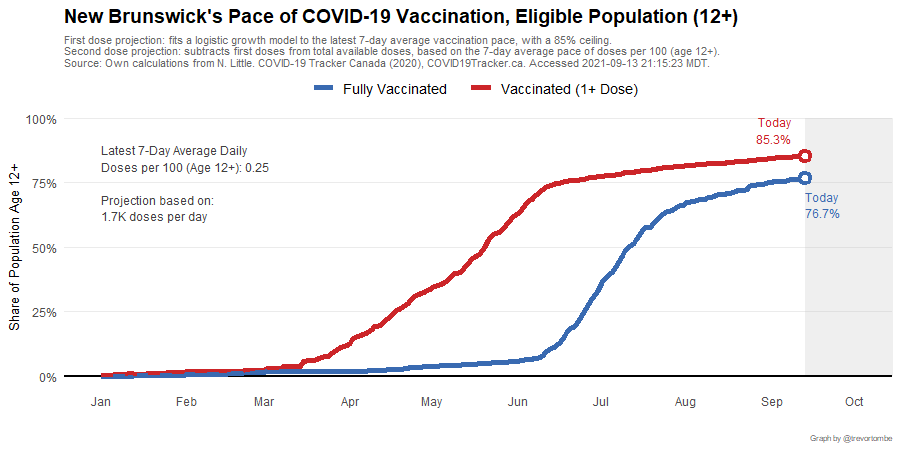 New Brunswick's Pace of COVID-19 Vaccination, Eligible Population (12+)
First dose projection: fits a logistic growth model to the latest 7-day average vaccination pace, with a 85% ceiling.
Second dose projection: subtracts first doses from total available doses, based on the 7-day average pace of doses per 100 (age 12+).
Source: Own calculations from N. Little. COVID-19 Tracker Canada (2020), COVID19Tracker.ca. Accessed 2021-09-13 21:15:23 MDT.
Fully Vaccinated
Vaccinated (1+ Dose)
Share of Population Age 12+
100%
75%
50%
25%
0%
Latest 7-Day Average Daily
Doses per 100 (Age 12+): 0.25
Projection based on:
1.7K doses per day
Today
85.3%
Today
76.7%
Jan
Feb
Mar
Apr
May
Jun
Jul
Aug
Sep
Oct
Graph by @trevortombe